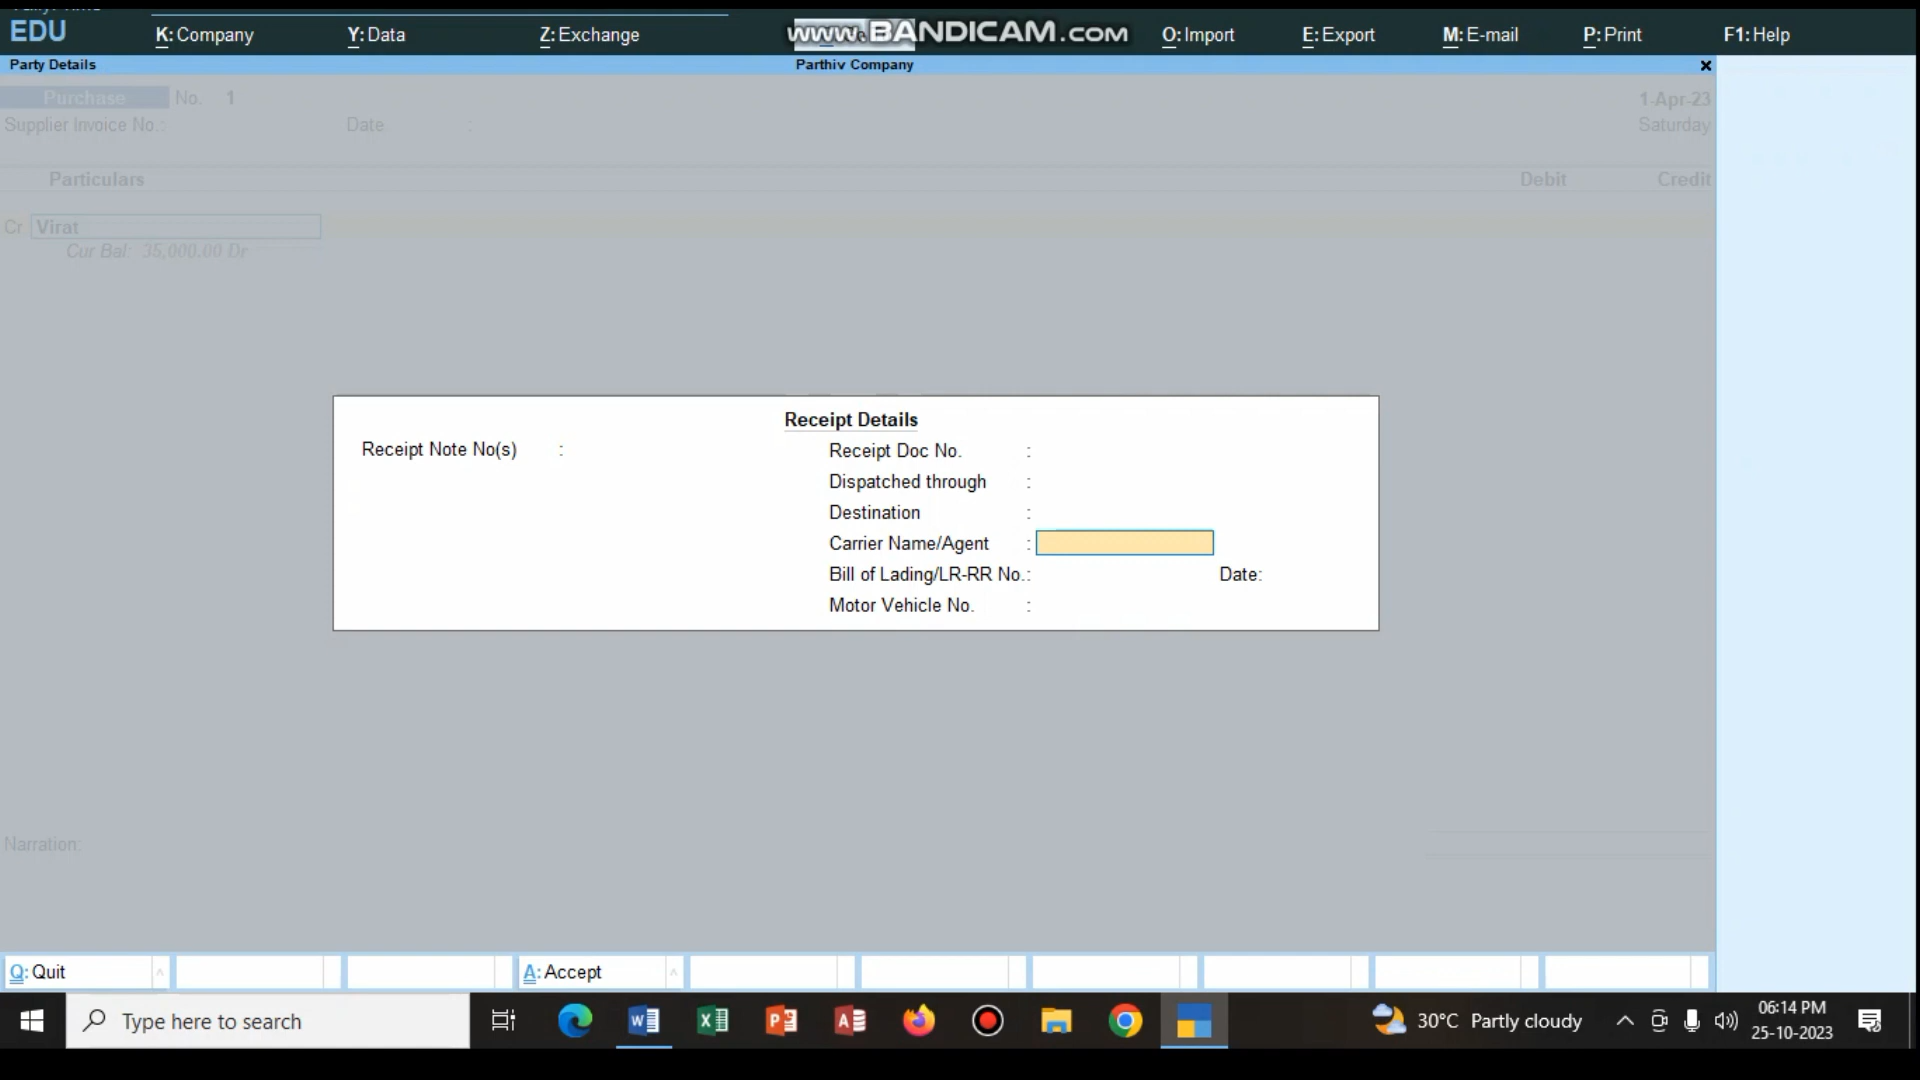 EDU K: Company Y: Data Z: Exchange www.BANDICAM.com O: Import E: Export M: E-mail P: Print F1: Help
Party Details Parthiv Company
Purchase No. 1 1-Apr-23
Supplier Invoice No.: Date : Saturday
Particulars Debit Credit
Cr Virat
Cur Bal: 35,000.00 Dr
Receipt Details
Receipt Note No(s) : Receipt Doc No. :
Dispatched through :
Destination :
Carrier Name/Agent :
Bill of Lading/LR-RR No.: Date:
Motor Vehicle No. :
Narration:
Q: Quit A: Accept
Type here to search 30°C Partly cloudy 06:14 PM
25-10-2023